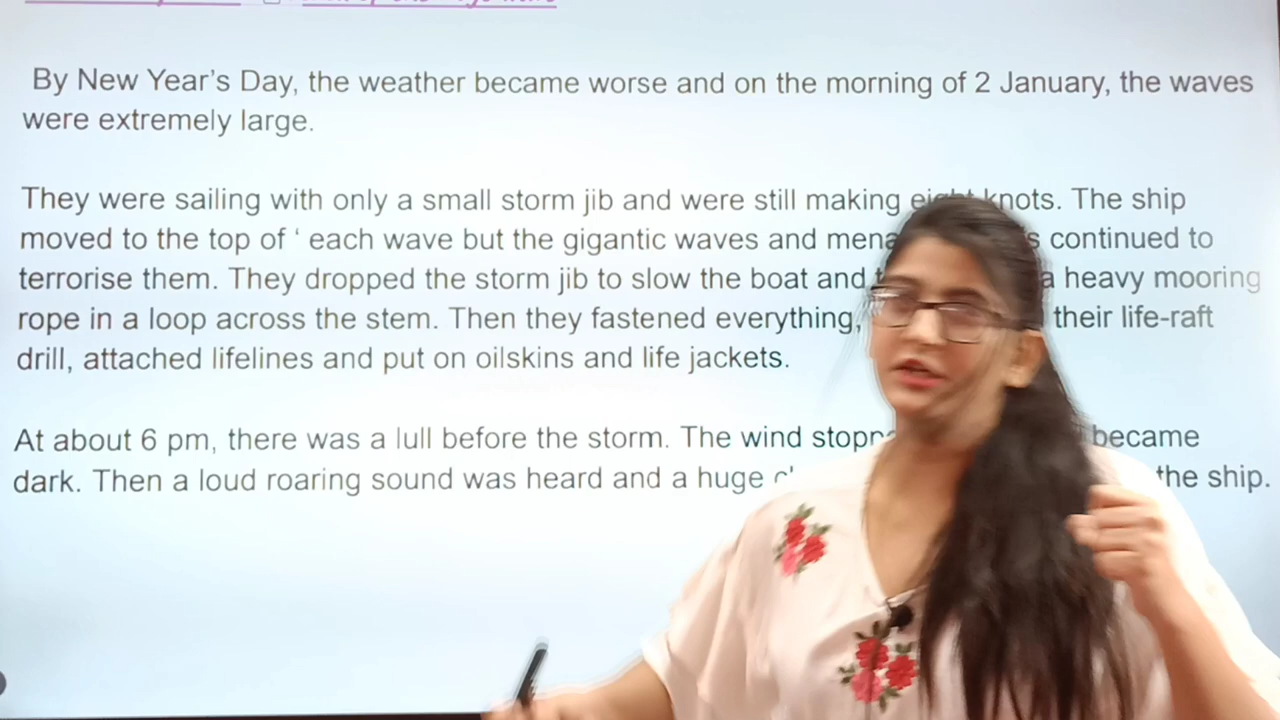 By New Year's Day, the weather became worse and on the morning of 2 January, the waves
were extremely large.
They were sailing with only a small storm jib and were still making eight knots. The ship
moved to the top of ‘ each wave but the gigantic waves and continued to
terrorise them. They dropped the storm jib to slow the boat and a heavy mooring
rope in a loop across the stem. Then they fastened everything, their life-raft
drill, attached lifelines and put on oilskins and life jackets.
At about 6 pm, there was a lull before the storm. The wind became
dark. Then a loud roaring sound was heard and a huge the ship.